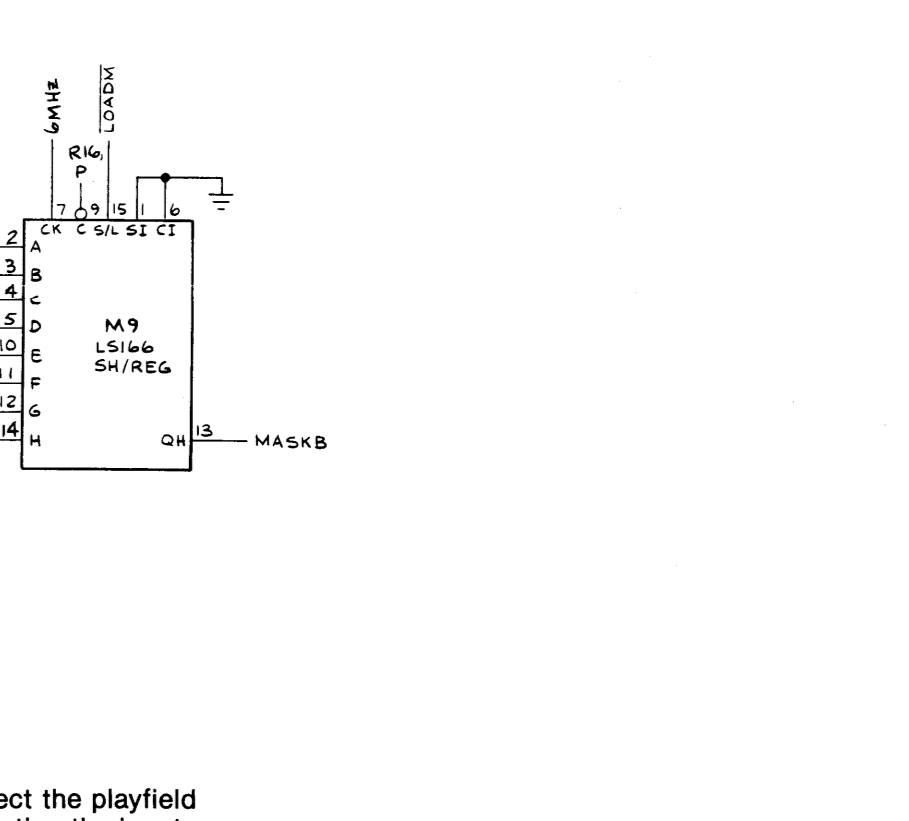 6MHZ
LOADM
R16,
P
7 9 15 1 6
CK C S/L SI CI
2 A
3 B
4 C
5 D
10 E
11 F
12 G
14 H
M9
LS166
SH/REG
QH 13 MASKB
ect the playfield